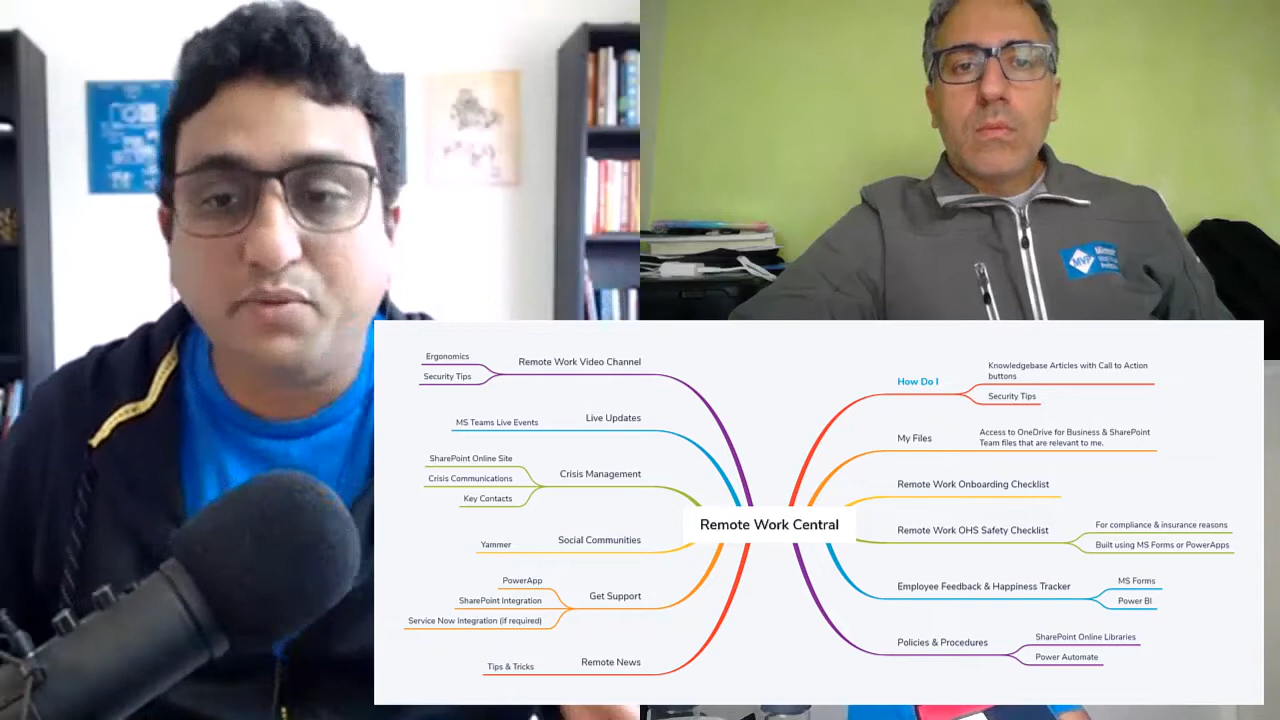 MVP
Remote Work Video Channel
Ergonomics
Security Tips
Live Updates
MS Teams Live Events
Crisis Management
SharePoint Online Site
Crisis Communications
Key Contacts
Social Communities
Yammer
Get Support
PowerApp
SharePoint Integration
Service Now Integration (if required)
Remote News
Tips & Tricks
Remote Work Central
How Do I
Knowledgebase Articles with Call to Action
buttons
Security Tips
My Files
Access to OneDrive for Business & SharePoint
Team files that are relevant to me.
Remote Work Onboarding Checklist
Remote Work OHS Safety Checklist
For compliance & insurance reasons
Built using MS Forms or PowerApps
Employee Feedback & Happiness Tracker
MS Forms
Power BI
Policies & Procedures
SharePoint Online Libraries
Power Automate